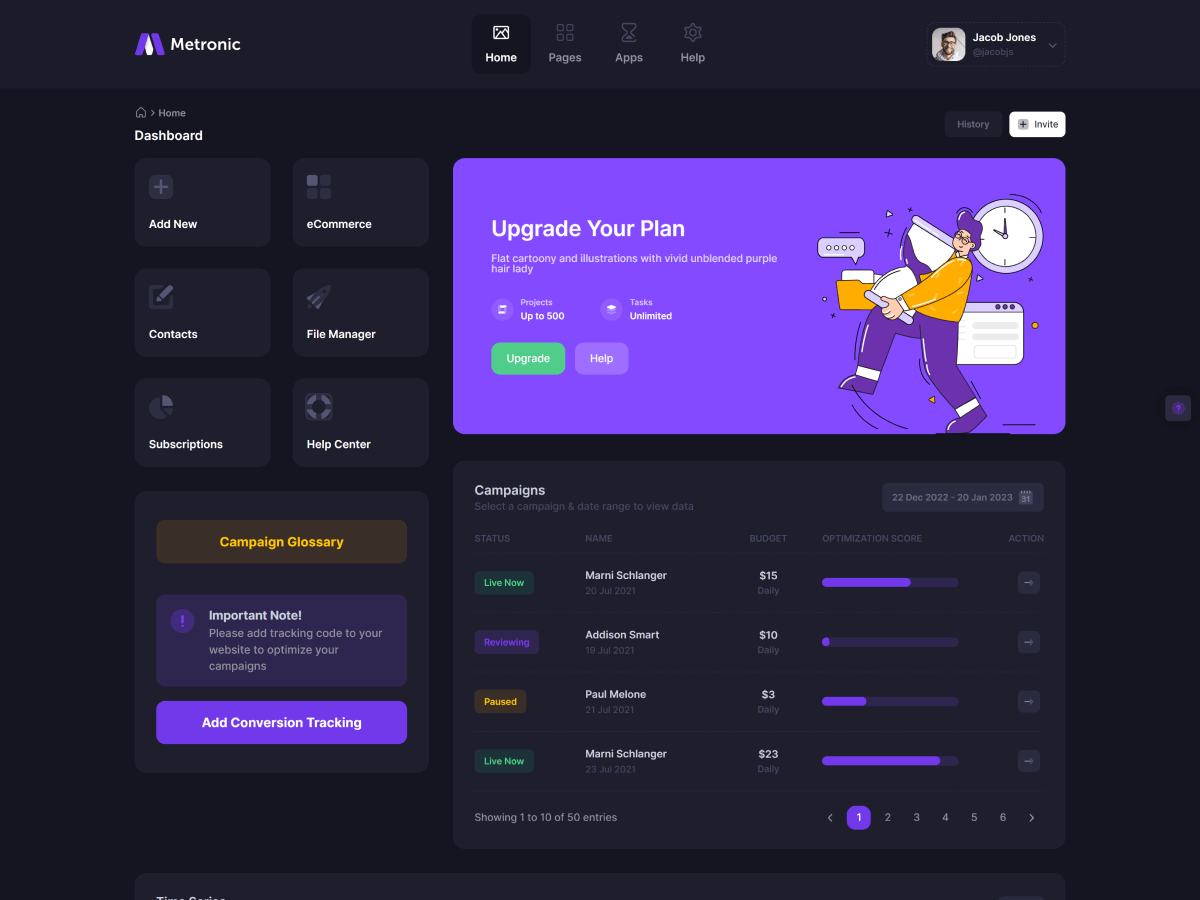 Metronic
Home
Pages
Apps
Help
Jacob Jones
@jacobjs
Home
Dashboard
History
Invite
Add New
eCommerce
Contacts
File Manager
Subscriptions
Help Center
Campaign Glossary
!
Important Note!
Please add tracking code to your
website to optimize your
campaigns
Add Conversion Tracking
Upgrade Your Plan
Flat cartoony and illustrations with vivid unblended purple
hair lady
Projects
Up to 500
Tasks
Unlimited
Upgrade
Help
?
Campaigns
Select a campaign & date range to view data
22 Dec 2022 - 20 Jan 2023
31
STATUS NAME BUDGET OPTIMIZATION SCORE ACTION
Live Now
Marni Schlanger
20 Jul 2021
$15
Daily
Reviewing
Addison Smart
19 Jul 2021
$10
Daily
Paused
Paul Melone
21 Jul 2021
$3
Daily
Live Now
Marni Schlanger
23 Jul 2021
$23
Daily
Showing 1 to 10 of 50 entries
1 2 3 4 5 6
Time Series